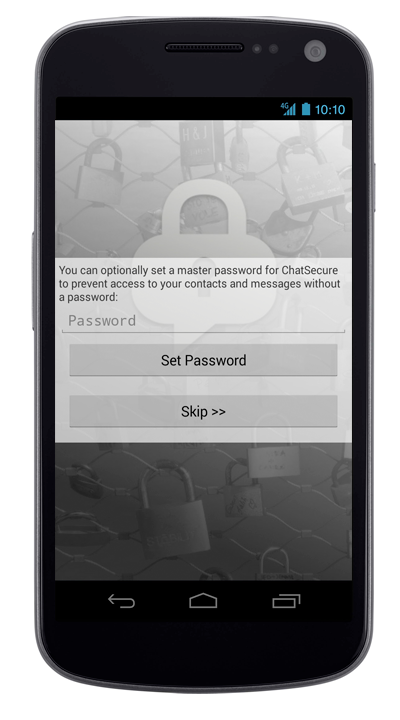 4G 10:10
You can optionally set a master password for ChatSecure
to prevent access to your contacts and messages without
a password:
Password
Set Password
Skip >>